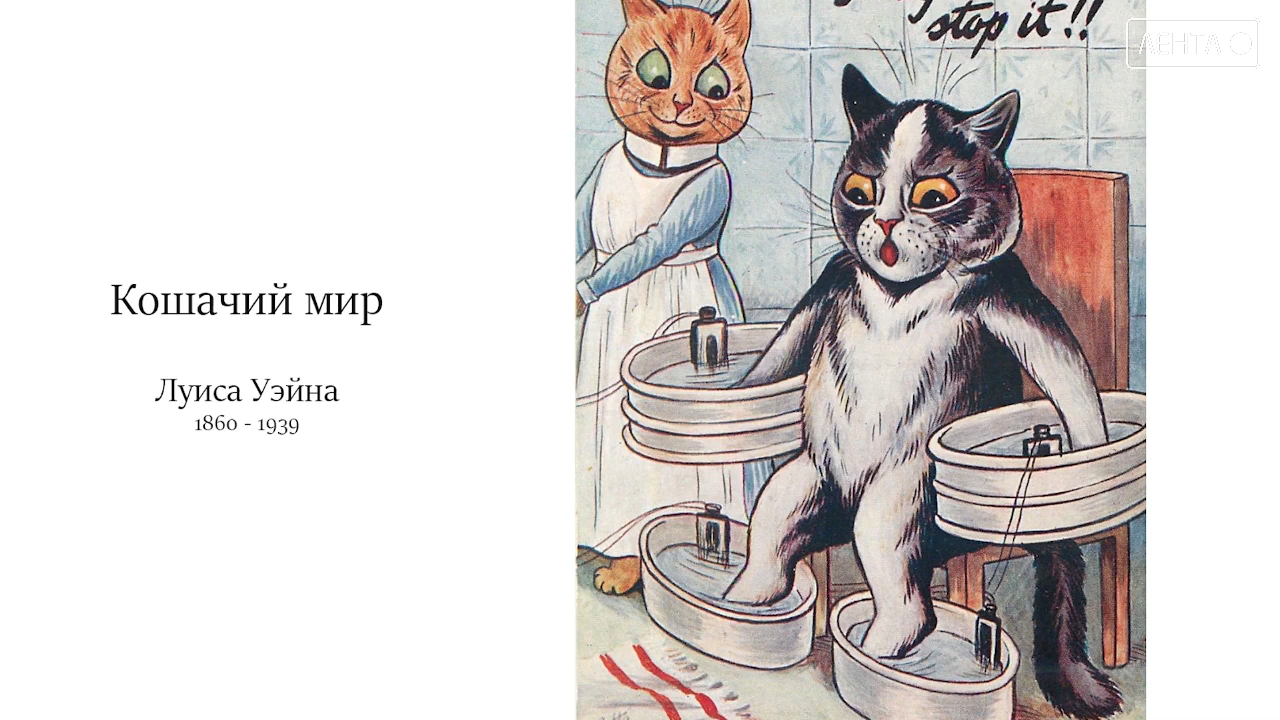 stop it!!
ЛЕНТА
Кошачий мир
Луиса Уэйна
1860 - 1939